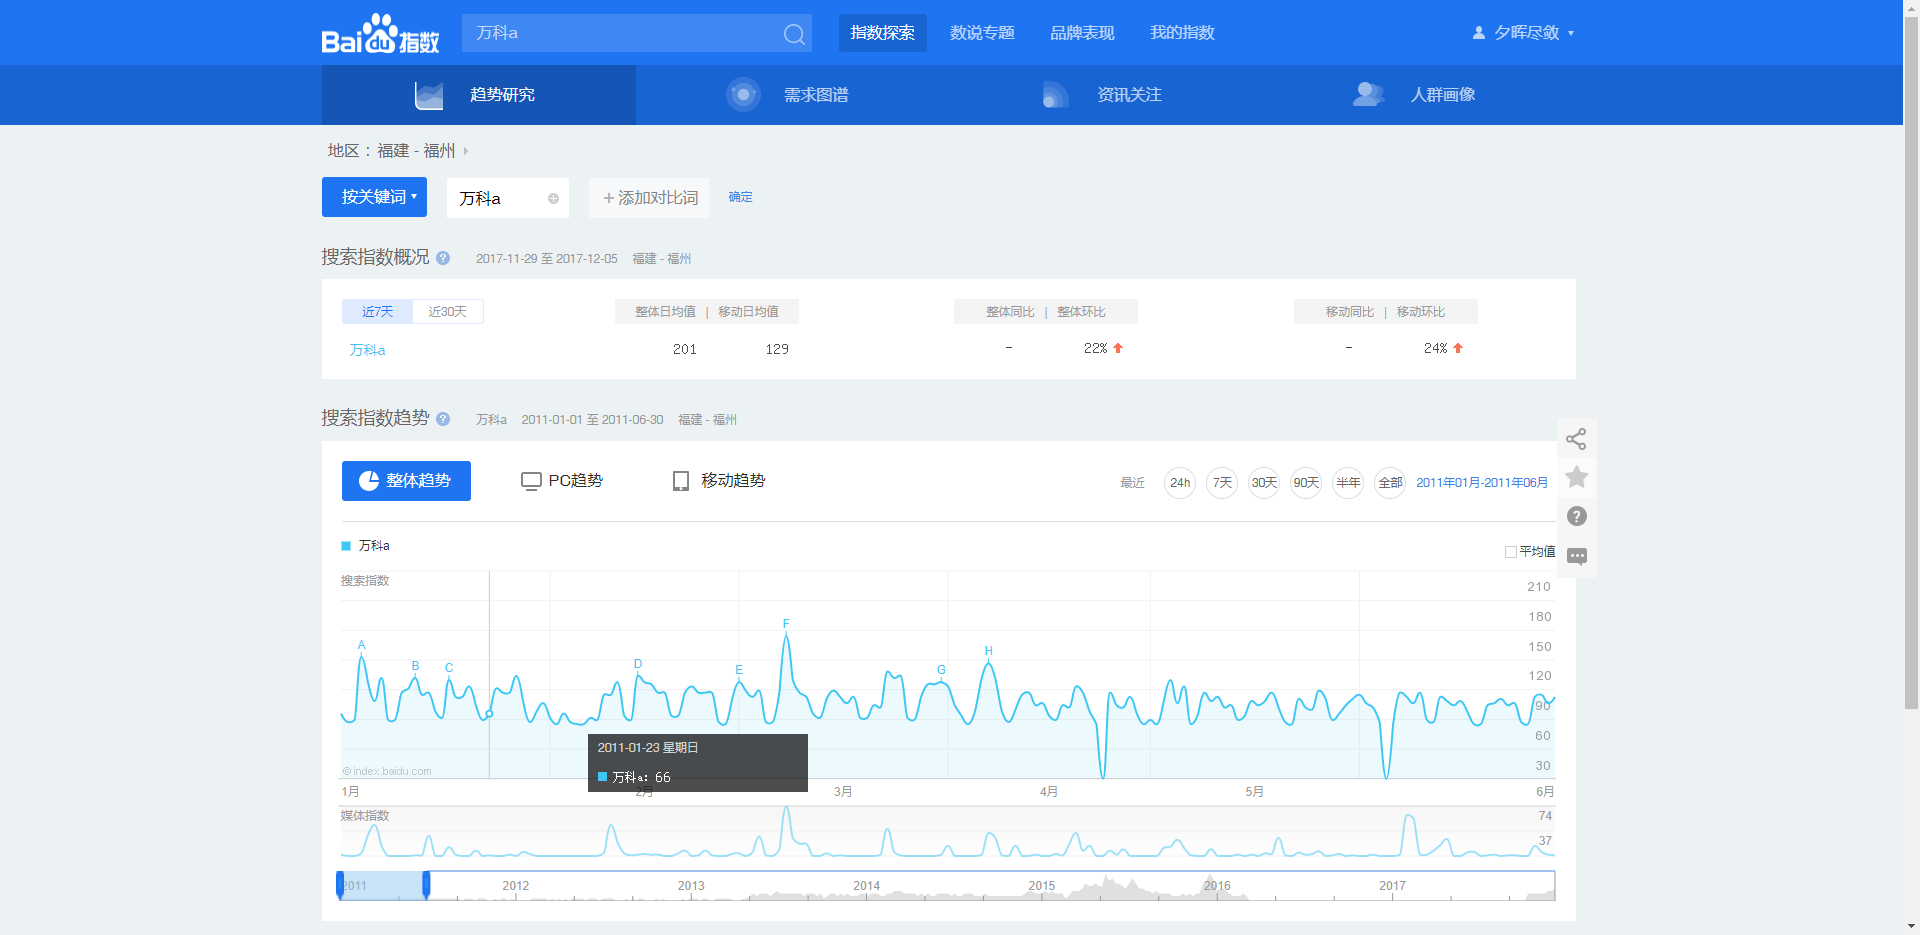 Bai du 指数
万科a
指数探索 数说专题 品牌表现 我的指数
夕晖尽敛
趋势研究 需求图谱 资讯关注 人群画像
地区： 福建 - 福州
按关键词 万科a + 添加对比词 确定
搜索指数概况 ? 2017-11-29 至 2017-12-05 福建 - 福州
近7天 近30天 整体日均值 | 移动日均值 整体同比 | 整体环比 移动同比 | 移动环比
万科a 201 129 - 22% - 24%
搜索指数趋势 ? 万科a 2011-01-01 至 2011-06-30 福建 - 福州
整体趋势 PC趋势 移动趋势 最近 24h 7天 30天 90天 半年 全部 2011年01月-2011年06月
?
万科a
平均值
搜索指数
210
180
150
120
90
60
30
A
B
C
D
E
F
G
H
2011-01-23 星期日
万科a: 66
©index.baidu.com
1月 2月 3月 4月 5月 6月
媒体指数
74
37
2011 2012 2013 2014 2015 2016 2017